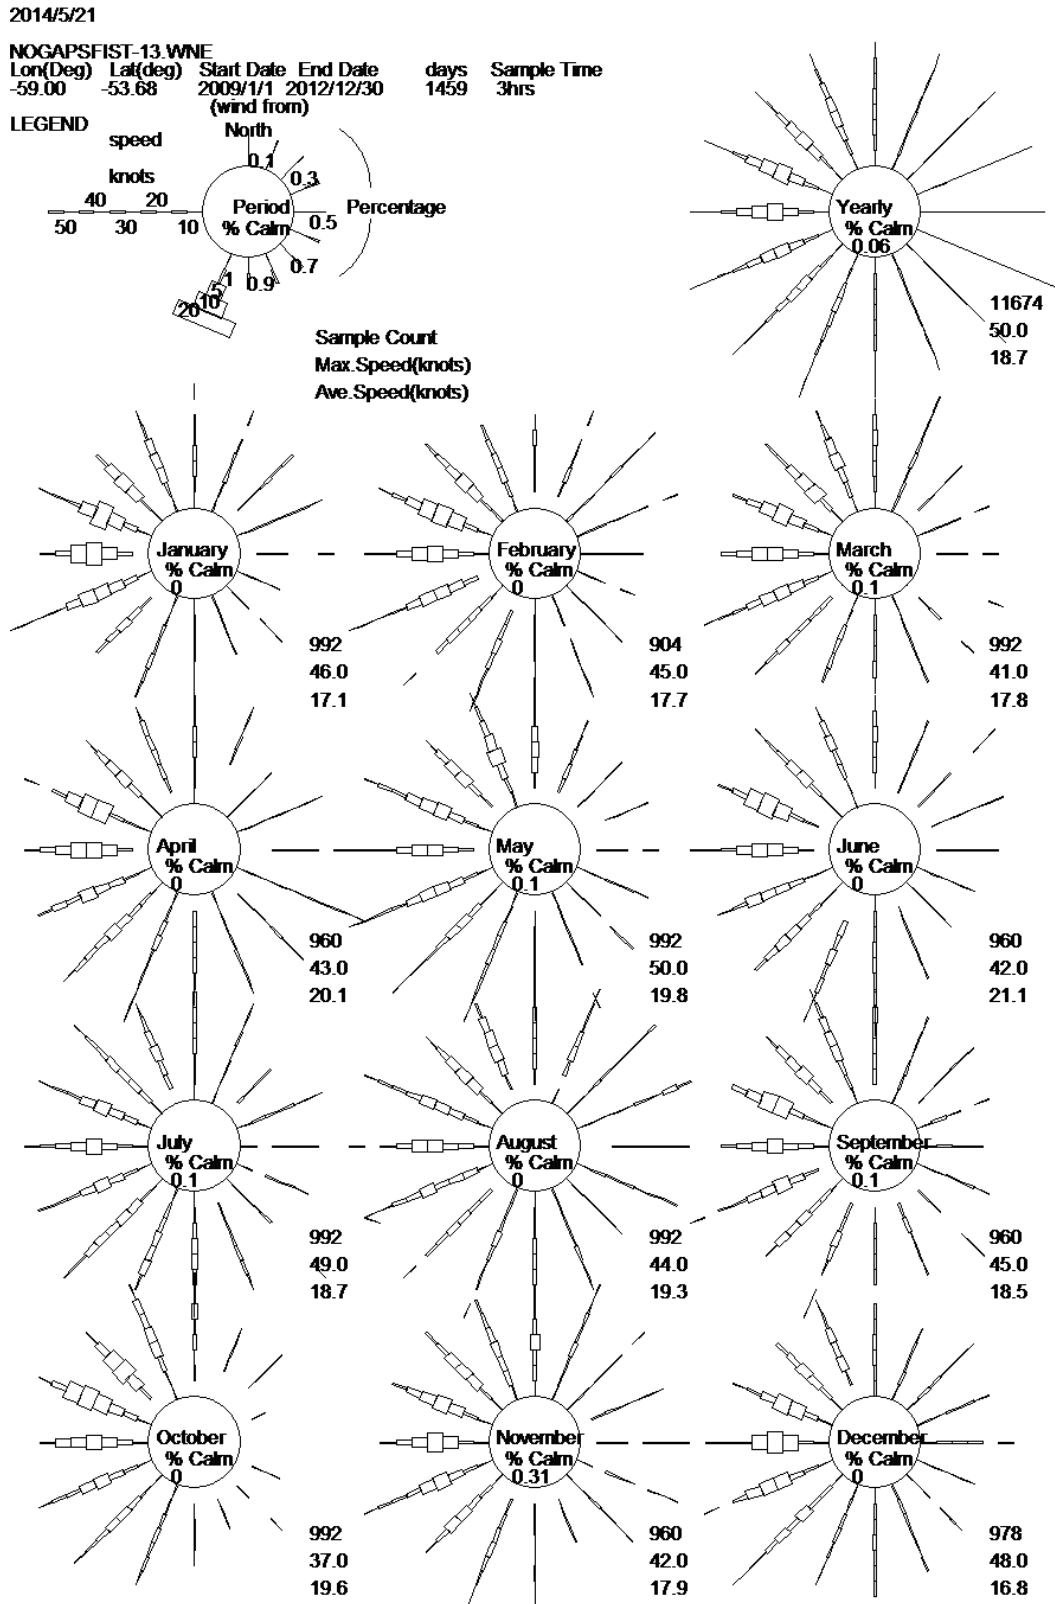 2014/5/21
NOGAPSFIST-13.WNE
Lon(Deg) Lat(deg) Start Date End Date days Sample Time
-59.00 -53.68 2009/1/1 2012/12/30 1459 3hrs
(wind from)
LEGEND
speed
North
knots
0.1
0.3
40 20
Period
Percentage
50 30 10
% Calm
0.5
0.7
0.9
1
5
10
20
Sample Count
Max.Speed(knots)
Ave.Speed(knots)
Yearly
% Calm
0.06
11674
50.0
18.7
January
% Calm
0
992
46.0
17.1
February
% Calm
0
904
45.0
17.7
March
% Calm
0.1
992
41.0
17.8
April
% Calm
0
960
43.0
20.1
May
% Calm
0.1
992
50.0
19.8
June
% Calm
0
960
42.0
21.1
July
% Calm
0.1
992
49.0
18.7
August
% Calm
0
992
44.0
19.3
September
% Calm
0.1
960
45.0
18.5
October
% Calm
0
992
37.0
19.6
November
% Calm
0.31
960
42.0
17.9
December
% Calm
0
978
48.0
16.8